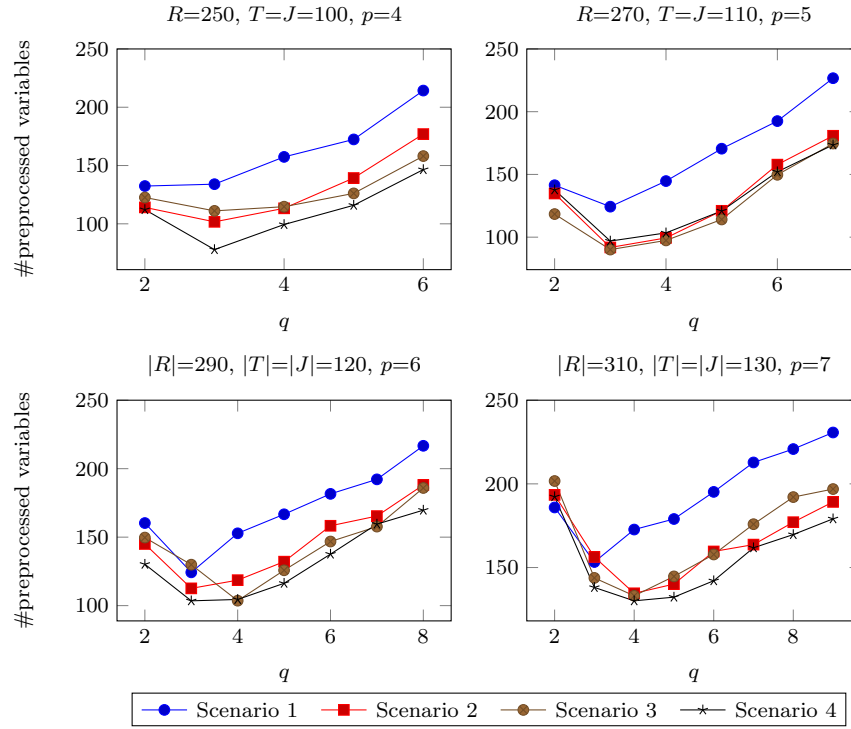 R=250, T=J=100, p=4
R=270, T=J=110, p=5
#preprocessed variables
250
200
150
100
2
4
6
q
250
200
150
100
2
4
6
q
|R|=290, |T|=|J|=120, p=6
|R|=310, |T|=|J|=130, p=7
#preprocessed variables
250
200
150
100
2
4
6
8
q
250
200
150
2
4
6
8
q
Scenario 1
Scenario 2
Scenario 3
Scenario 4